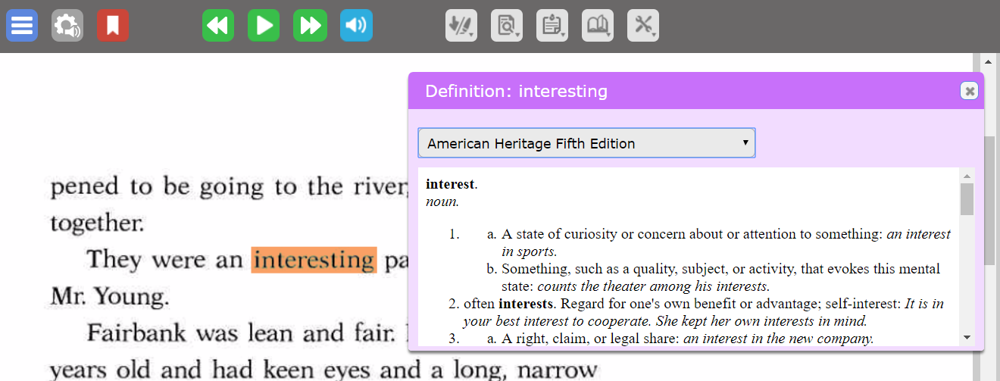 Definition: interesting
American Heritage Fifth Edition
interest.
noun.
1. a. A state of curiosity or concern about or attention to something: an interest
in sports.
b. Something, such as a quality, subject, or activity, that evokes this mental
state: counts the theater among his interests.
2. often interests. Regard for one's own benefit or advantage; self-interest: It is in
your best interest to cooperate. She kept her own interests in mind.
3. a. A right, claim, or legal share: an interest in the new company.
pened to be going to the river,
together.
They were an interesting pa
Mr. Young.
Fairbank was lean and fair.
years old and had keen eyes and a long, narrow